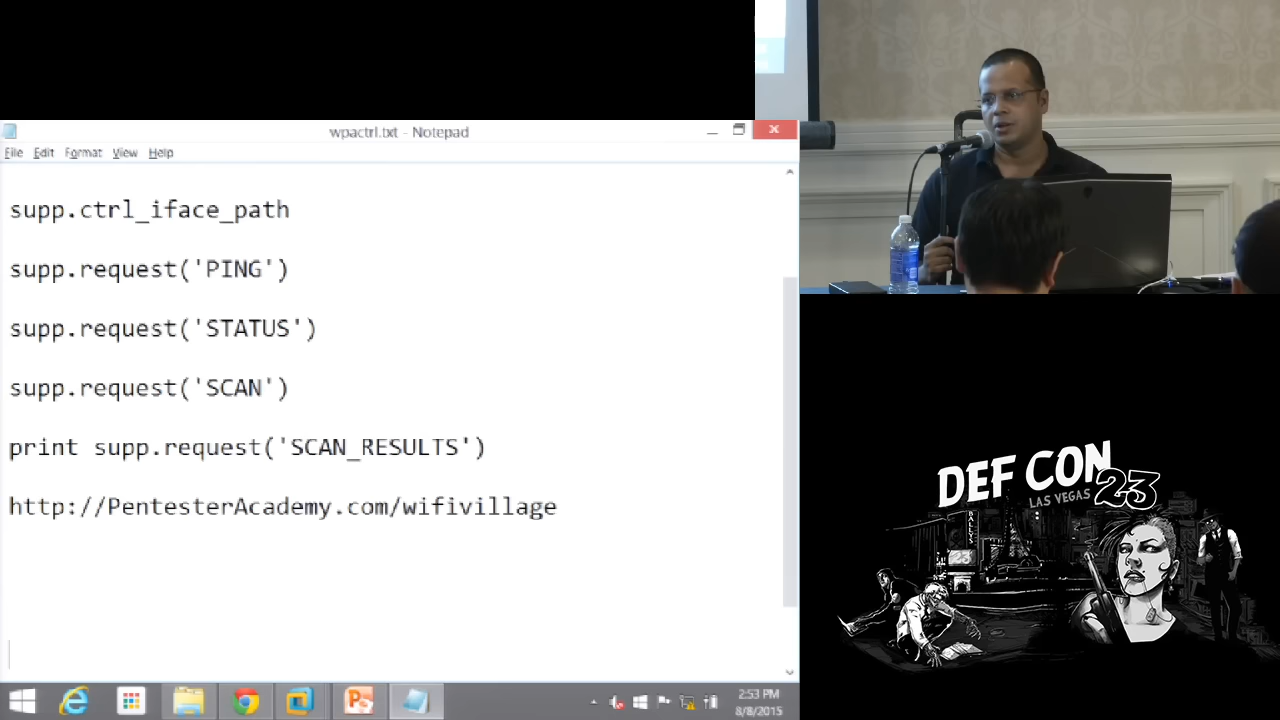 wpactrl.txt - Notepad
File Edit Format View Help
supp.ctrl_iface_path
supp.request('PING')
supp.request('STATUS')
supp.request('SCAN')
print supp.request('SCAN_RESULTS')
http://PentesterAcademy.com/wifivillage
2:53 PM
8/8/2015
DEF CON
LAS VEGAS 23
BALLYS
23